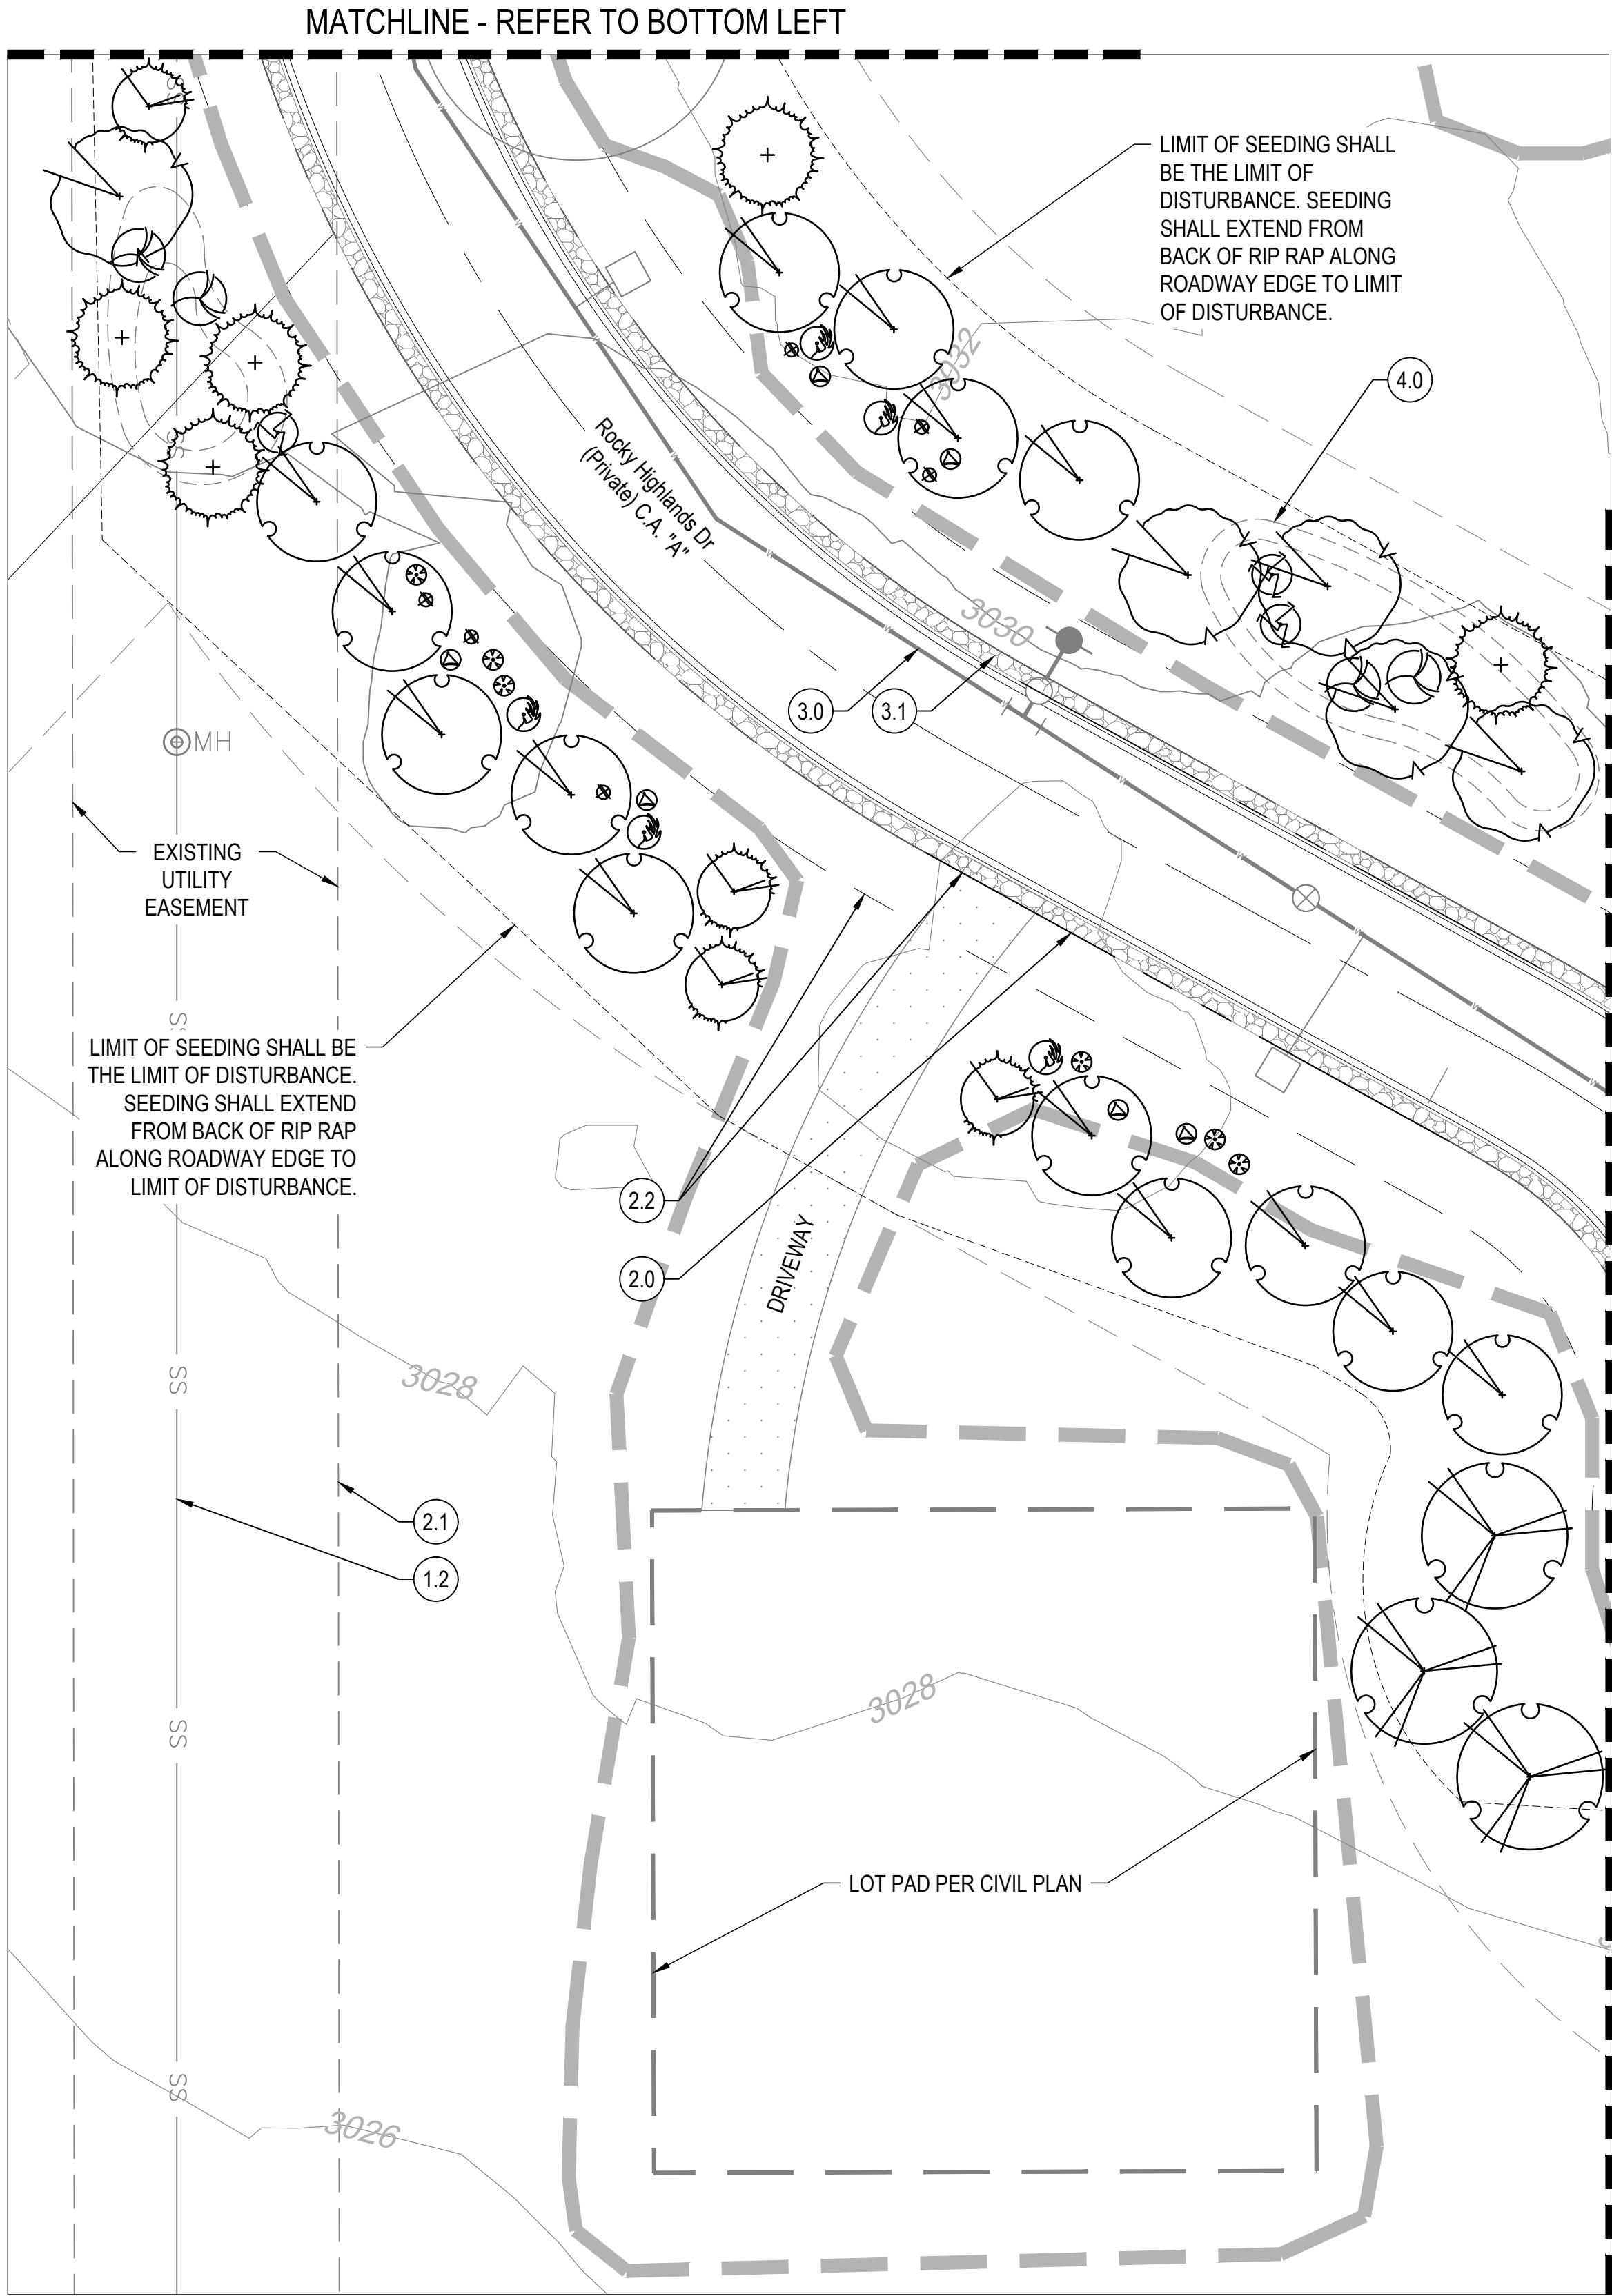 MATCHLINE - REFER TO BOTTOM LEFT
LIMIT OF SEEDING SHALL
BE THE LIMIT OF
DISTURBANCE. SEEDING
SHALL EXTEND FROM
BACK OF RIP RAP ALONG
ROADWAY EDGE TO LIMIT
OF DISTURBANCE.
SS
3032
4.0
SS
Rocky Highlands Dr
(Private) C.A. "A"
3030
3.0
3.1
MH
W
W
W
W
W
W
W
W
W
W
W
EXISTING
UTILITY
EASEMENT
SS
LIMIT OF SEEDING SHALL BE
THE LIMIT OF DISTURBANCE.
SEEDING SHALL EXTEND
FROM BACK OF RIP RAP
ALONG ROADWAY EDGE TO
LIMIT OF DISTURBANCE.
2.2
2.0
DRIVEWAY
SS
3028
2.1
1.2
3028
SS
LOT PAD PER CIVIL PLAN
SS
3026